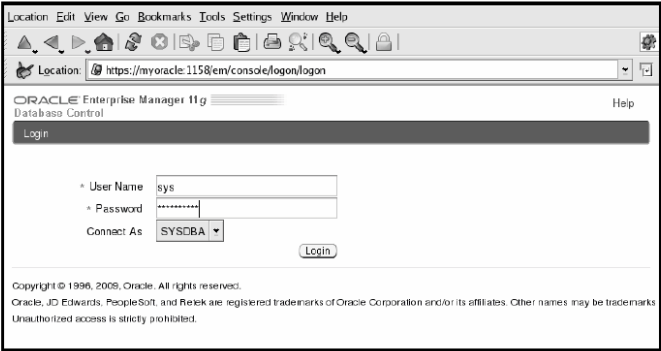 Location Edit View Go Bookmarks Tools Settings Window Help
Location: https://myoracle:1158/em/console/logon/logon
ORACLE Enterprise Manager 11g
Database Control
Help
Login
* User Name sys
* Password **********
Connect As SYSDBA
Login
Copyright © 1996, 2009, Oracle. All rights reserved.
Oracle, JD Edwards, PeopleSoft, and Retek are registered trademarks of Oracle Corporation and/or its affiliates. Other names may be trademarks
Unauthorized access is strictly prohibited.